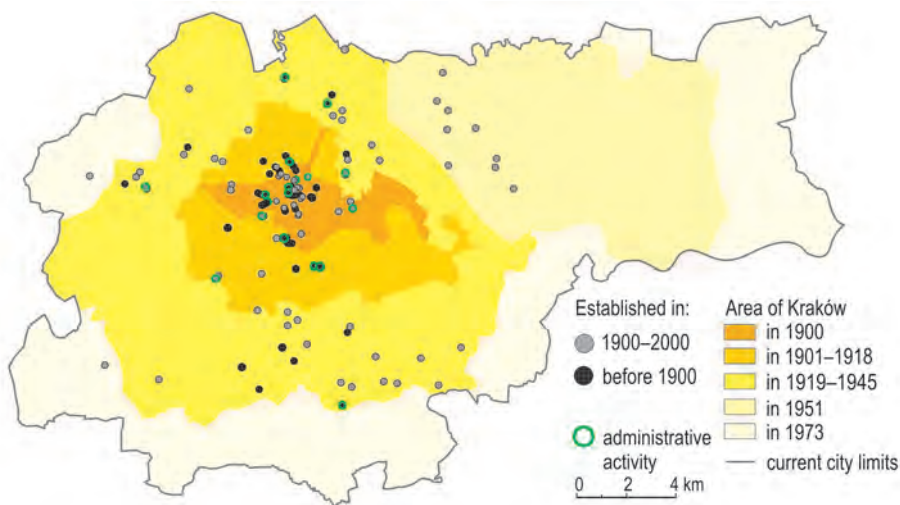 Established in:
1900–2000
before 1900
administrative
activity
Area of Kraków
in 1900
in 1901–1918
in 1919–1945
in 1951
in 1973
current city limits
0 2 4 km